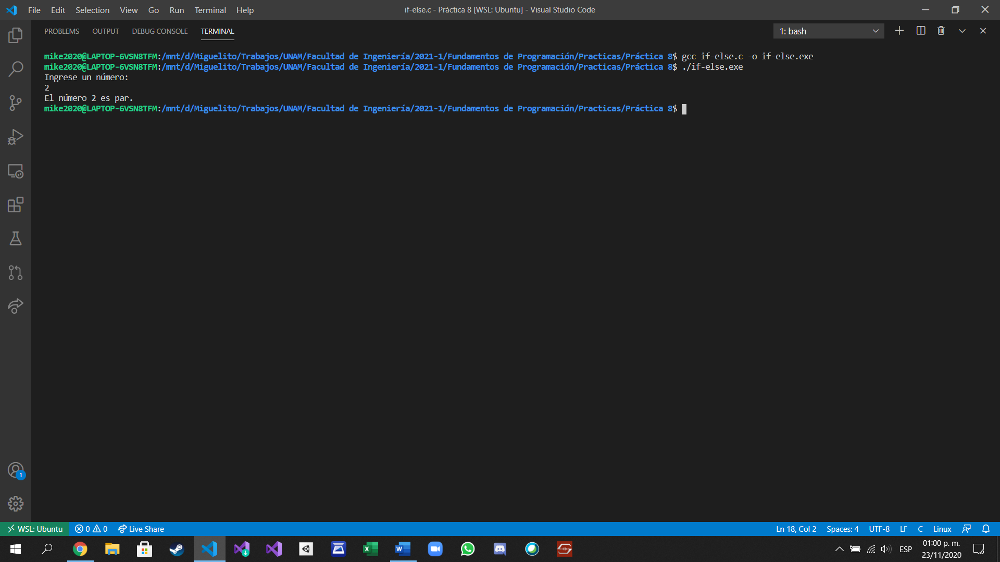 File Edit Selection View Go Run Terminal Help
if-else.c - Práctica 8 [WSL: Ubuntu] - Visual Studio Code
PROBLEMS OUTPUT DEBUG CONSOLE TERMINAL
1: bash
mike2020@LAPTOP-6VSN8TFM:/mnt/d/Miguelito/Trabajos/UNAM/Facultad de Ingeniería/2021-1/Fundamentos de Programación/Practicas/Práctica 8$ gcc if-else.c -o if-else.exe
mike2020@LAPTOP-6VSN8TFM:/mnt/d/Miguelito/Trabajos/UNAM/Facultad de Ingeniería/2021-1/Fundamentos de Programación/Practicas/Práctica 8$ ./if-else.exe
Ingrese un número:
2
El número 2 es par.
mike2020@LAPTOP-6VSN8TFM:/mnt/d/Miguelito/Trabajos/UNAM/Facultad de Ingeniería/2021-1/Fundamentos de Programación/Practicas/Práctica 8$
1
WSL: Ubuntu 0 0 Live Share
Ln 18, Col 2 Spaces: 4 UTF-8 LF C Linux
ESP
01:00 p. m.
23/11/2020